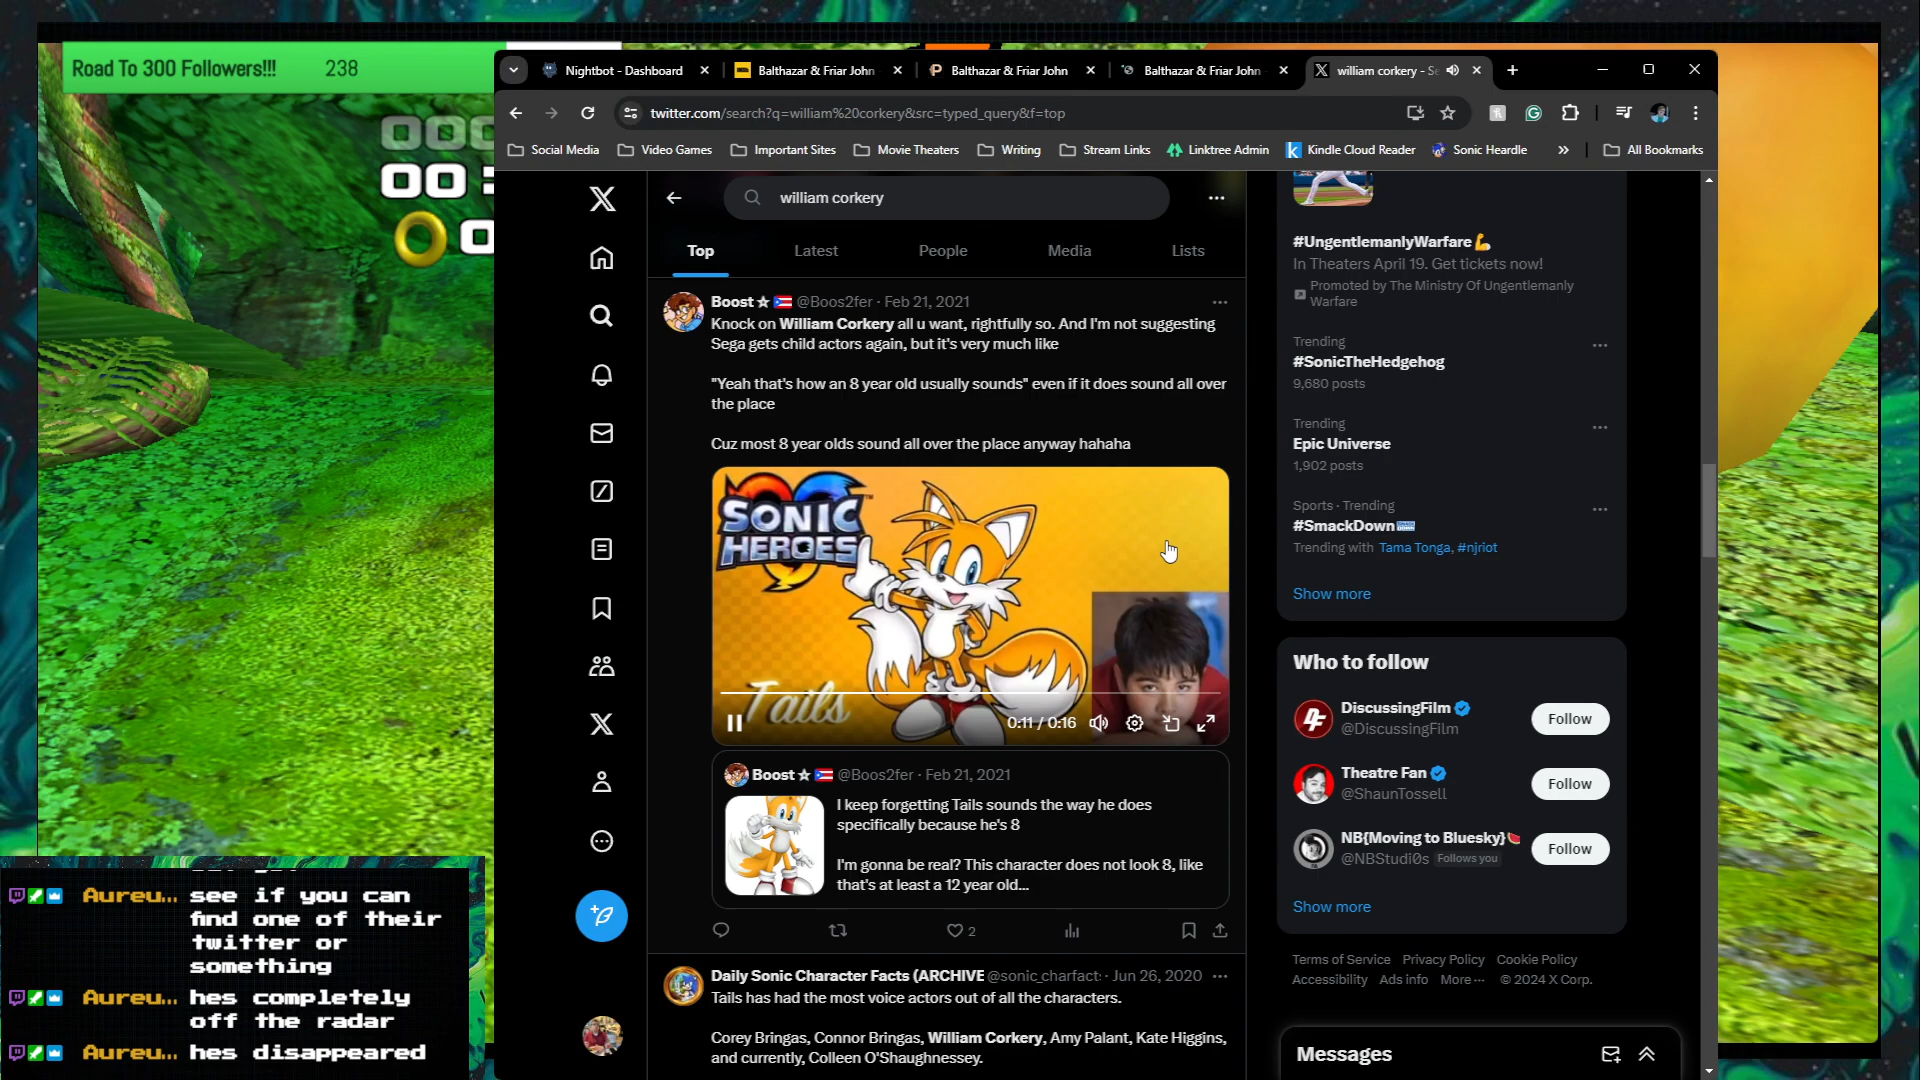 Road To 300 Followers!!! 238
Nightbot - Dashboard
Balthazar & Friar John
Balthazar & Friar John
Balthazar & Friar John
william corkery - Se
twitter.com/search?q=william%20corkery&src=typed_query&f=top
Social Media
Video Games
Important Sites
Movie Theaters
Writing
Stream Links
Linktree Admin
Kindle Cloud Reader
Sonic Heardle
All Bookmarks
william corkery
Top
Latest
People
Media
Lists
Boost @Boos2fer · Feb 21, 2021
Knock on William Corkery all u want, rightfully so. And I'm not suggesting
Sega gets child actors again, but it's very much like
"Yeah that's how an 8 year old usually sounds" even if it does sound all over
the place
Cuz most 8 year olds sound all over the place anyway hahaha
SONIC
HEROES
Tails
0:11 / 0:16
Boost @Boos2fer · Feb 21, 2021
I keep forgetting Tails sounds the way he does
specifically because he's 8
I'm gonna be real? This character does not look 8, like
that's at least a 12 year old...
2
Daily Sonic Character Facts (ARCHIVE @sonic_charfact: · Jun 26, 2020
Tails has had the most voice actors out of all the characters.
Corey Bringas, Connor Bringas, William Corkery, Amy Palant, Kate Higgins,
and currently, Colleen O'Shaughnessey.
#UngentlemanlyWarfare
In Theaters April 19. Get tickets now!
Promoted by The Ministry Of Ungentlemanly
Warfare
Trending
#SonicTheHedgehog
9,680 posts
Trending
Epic Universe
1,902 posts
Sports · Trending
#SmackDown
Trending with Tama Tonga, #njriot
Show more
Who to follow
DiscussingFilm
@DiscussingFilm
Follow
Theatre Fan
@ShaunTossell
Follow
NB{Moving to Bluesky}
@NBStudi0s Follows you
Follow
Show more
Terms of Service Privacy Policy Cookie Policy
Accessibility Ads info More ··· © 2024 X Corp.
Messages
Aureu... see if you can
find one of their
twitter or
something
Aureu... hes completely
off the radar
Aureu... hes disappeared